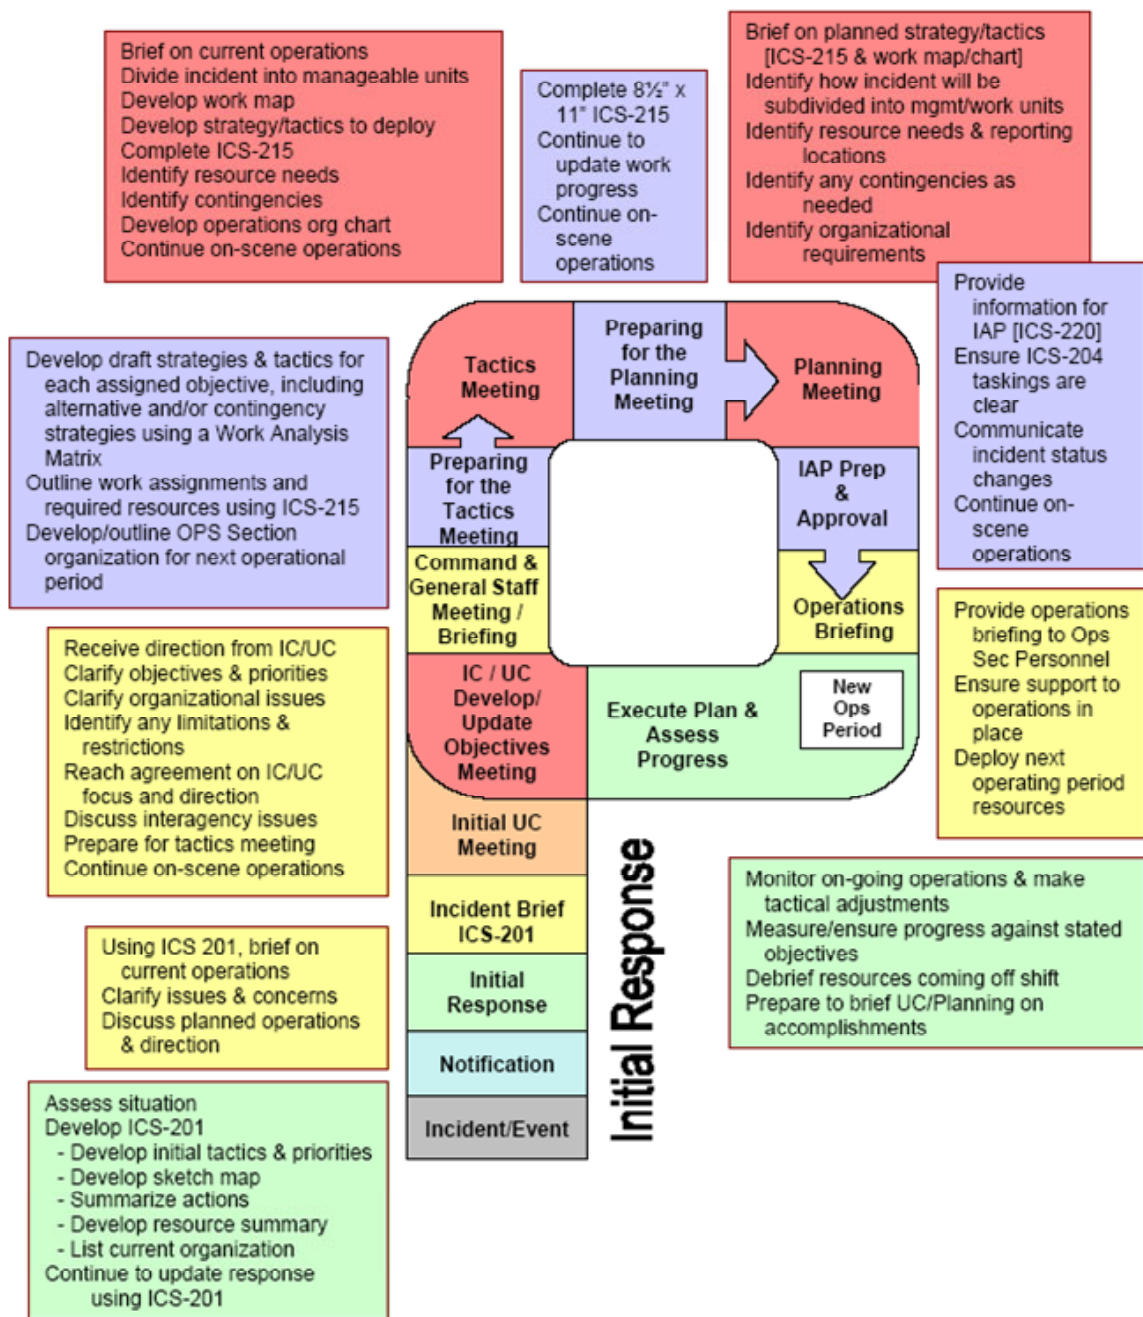 Brief on current operations
Divide incident into manageable units
Develop work map
Develop strategy/tactics to deploy
Complete ICS-215
Identify resource needs
Identify contingencies
Develop operations org chart
Continue on-scene operations
Complete 8½" x
11" ICS-215
Continue to
update work
progress
Continue on-
scene
operations
Brief on planned strategy/tactics
[ICS-215 & work map/chart]
Identify how incident will be
subdivided into mgmt/work units
Identify resource needs & reporting
locations
Identify any contingencies as
needed
Identify organizational
requirements
Provide
information for
IAP [ICS-220]
Ensure ICS-204
taskings are
clear
Communicate
incident status
changes
Continue on-
scene
operations
Develop draft strategies & tactics for
each assigned objective, including
alternative and/or contingency
strategies using a Work Analysis
Matrix
Outline work assignments and
required resources using ICS-215
Develop/outline OPS Section
organization for next operational
period
Tactics
Meeting
Preparing
for the
Planning
Meeting
Planning
Meeting
Preparing
for the
Tactics
Meeting
IAP Prep
&
Approval
Command &
General Staff
Meeting /
Briefing
Operations
Briefing
IC / UC
Develop/
Update
Objectives
Meeting
Execute Plan &
Assess
Progress
New
Ops
Period
Initial UC
Meeting
Incident Brief
ICS-201
Initial
Response
Notification
Incident/Event
Initial Response
Receive direction from IC/UC
Clarify objectives & priorities
Clarify organizational issues
Identify any limitations &
restrictions
Reach agreement on IC/UC
focus and direction
Discuss interagency issues
Prepare for tactics meeting
Continue on-scene operations
Provide operations
briefing to Ops
Sec Personnel
Ensure support to
operations in
place
Deploy next
operating period
resources
Using ICS 201, brief on
current operations
Clarify issues & concerns
Discuss planned operations
& direction
Monitor on-going operations & make
tactical adjustments
Measure/ensure progress against stated
objectives
Debrief resources coming off shift
Prepare to brief UC/Planning on
accomplishments
Assess situation
Develop ICS-201
- Develop initial tactics & priorities
- Develop sketch map
- Summarize actions
- Develop resource summary
- List current organization
Continue to update response
using ICS-201